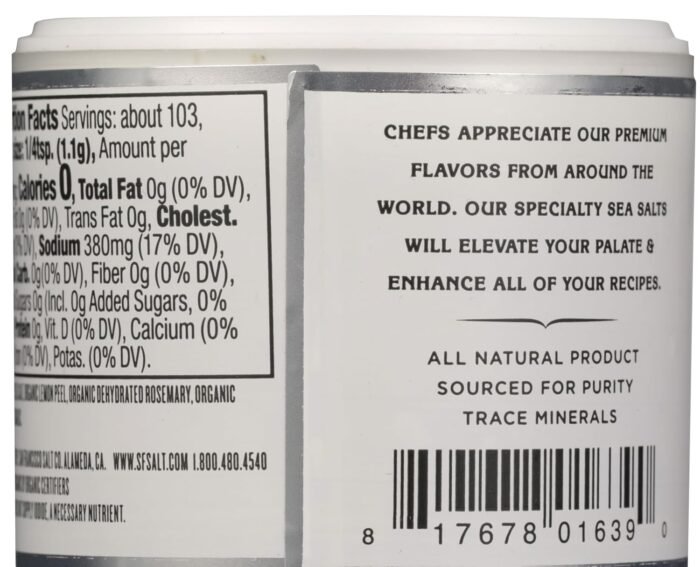 Facts Servings: about 103,
1/4tsp. (1.1g), Amount per
Calories 0, Total Fat 0g (0% DV),
(0% DV), Trans Fat 0g, Cholest.
DV), Sodium 380mg (17% DV),
Carb. 0g(0% DV), Fiber 0g (0% DV),
0g (Incl. 0g Added Sugars, 0%
0g, Vit. D (0% DV), Calcium (0%
(0% DV), Potas. (0% DV).
LEMON PEEL, ORGANIC DEHYDRATED ROSEMARY, ORGANIC
SALT CO. ALAMEDA, CA. WWW.SFSALT.COM 1.800.480.4540
ORGANIC CERTIFIERS
IODIDE, A NECESSARY NUTRIENT.
CHEFS APPRECIATE OUR PREMIUM
FLAVORS FROM AROUND THE
WORLD. OUR SPECIALTY SEA SALTS
WILL ELEVATE YOUR PALATE &
ENHANCE ALL OF YOUR RECIPES.
ALL NATURAL PRODUCT
SOURCED FOR PURITY
TRACE MINERALS
8 17678 01639 0